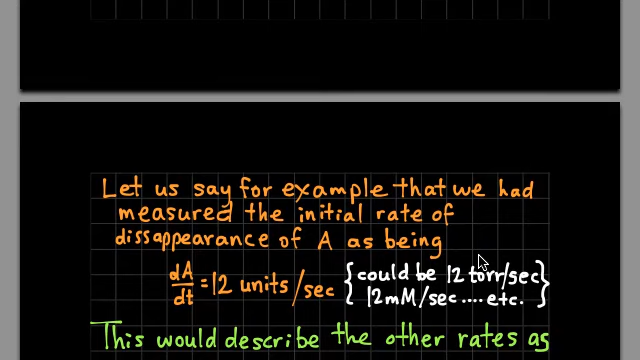 Let us say for example that we had
measured the initial rate of
dissappearance of A as being
dA/dt = 12 units/sec {could be 12 torr/sec
12mM/sec .... etc.}
This would describe the other rates as